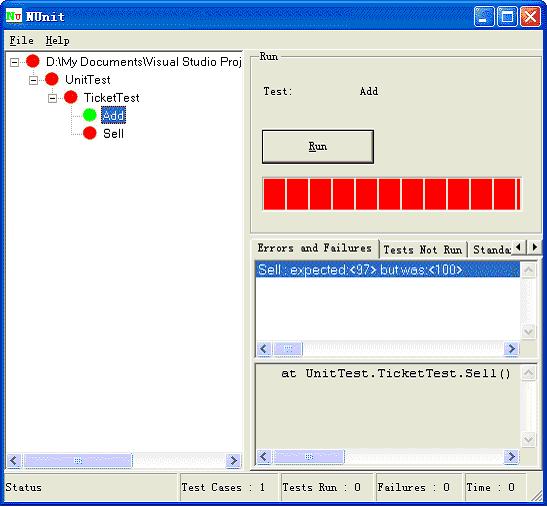 NUnit
File Help
D:\My Documents\Visual Studio Proj
UnitTest
TicketTest
Add
Sell
Run
Test: Add
Run
Errors and Failures Tests Not Run Standa
Sell : expected:<97> but was:<100>
at UnitTest.TicketTest.Sell()
Status Test Cases : 1 Tests Run : 0 Failures : 0 Time : 0